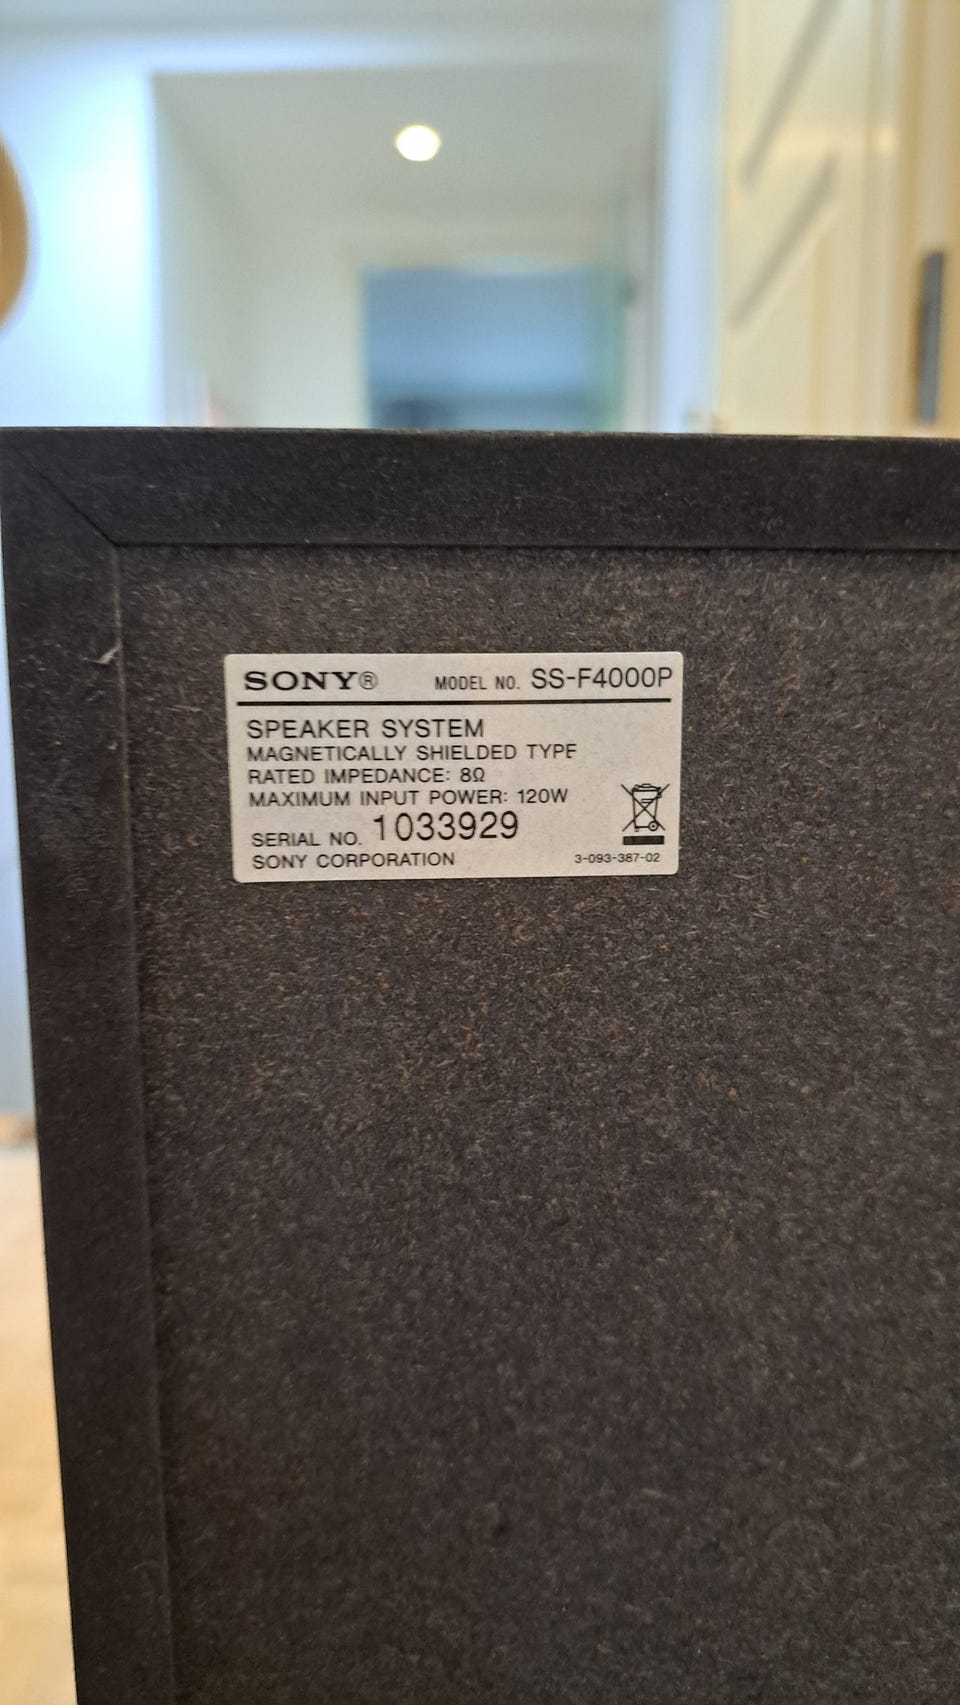 SONY® MODEL NO. SS-F4000P
SPEAKER SYSTEM
MAGNETICALLY SHIELDED TYPE
RATED IMPEDANCE: 8Ω
MAXIMUM INPUT POWER: 120W
SERIAL NO. 1033929
SONY CORPORATION 3-093-387-02